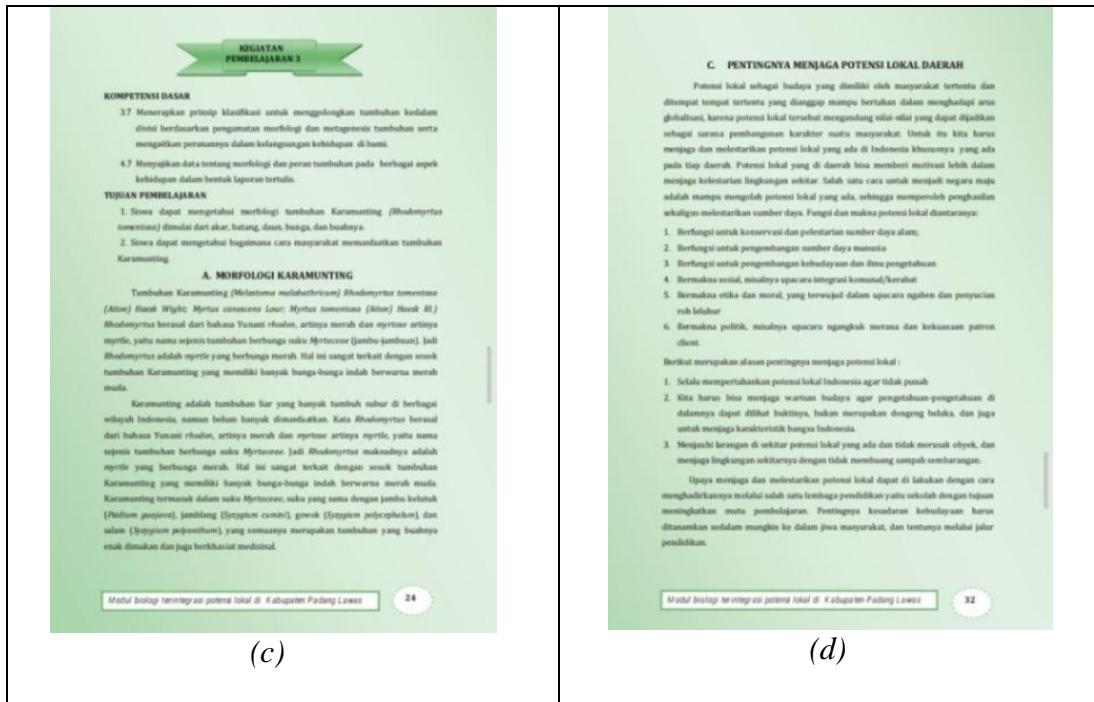 KEGIATAN
PEMBELAJARAN 3
KOMPETENSI DASAR
3.7 Menerapkan prinsip klasifikasi untuk menggolongkan tumbuhan kedalam
divisi berdasarkan pengamatan morfologi dan metagenesis tumbuhan serta
mengaitkan peranannya dalam kelangsungan kehidupan di bumi.
4.7 Menyajikan data tentang morfologi dan peran tumbuhan pada berbagai aspek
kehidupan dalam bentuk laporan tertulis.
TUJUAN PEMBELAJARAN
1. Siswa dapat mengetahui morfologi tumbuhan Karamunting (Rhodomyrtus
tomentosa) dimulai dari akar, batang, daun, bunga, dan buahnya.
2. Siswa dapat mengetahui bagaimana cara masyarakat memanfaatkan tumbuhan
Karamunting.
A. MORFOLOGI KARAMUNTING
Tumbuhan Karamunting (Melastoma malabathricum) Rhodomyrtus tomentosa
(Aiton) Hassk Wight; Myrtus canescens Lour; Myrtus tomentosa (Aiton) Hassk Bl.)
Rhodomyrtus berasal dari bahasa Yunani rhodon, artinya merah dan myrtose artinya
myrtle, yaitu nama sejenis tumbuhan berbunga suku Myrtaceae (jambu-jambuan). Jadi
Rhodomyrtus adalah myrtle yang berbunga merah. Hal ini sangat terkait dengan sosok
tumbuhan Karamunting yang memiliki banyak bunga-bunga indah berwarna merah
muda.
Karamunting adalah tumbuhan liar yang banyak tumbuh subur di berbagai
wilayah Indonesia, namun belum banyak dimanfaatkan. Kata Rhodomyrtus berasal
dari bahasa Yunani rhodon, artinya merah dan myrtose artinya myrtle, yaitu nama
sejenis tumbuhan berbunga suku Myrtaceae. Jadi Rhodomyrtus maksudnya adalah
myrtle yang berbunga merah. Hal ini sangat terkait dengan sosok tumbuhan
Karamunting yang memiliki banyak bunga-bunga indah berwarna merah muda.
Karamunting termasuk dalam suku Myrtaceae, suku yang sama dengan jambu kelutuk
(Psidium guajava), jamblang (Syzygium cumini), gowok (Syzygium polycephalum), dan
salam (Syzygium polyanthum), yang semuanya merupakan tumbuhan yang buahnya
enak dimakan dan juga berkhasiat medisinal.
Modul biologi terintegrasi potensi lokal di Kabupaten Padang Lawas
24
(c)
C. PENTINGNYA MENJAGA POTENSI LOKAL DAERAH
Potensi lokal sebagai budaya yang dimiliki oleh masyarakat tertentu dan
ditempat tempat tertentu yang dianggap mampu bertahan dalam menghadapi arus
globalisasi, karena potensi lokal tersebut mengandung nilai-nilai yang dapat dijadikan
sebagai sarana pembangunan karakter suatu masyarakat. Untuk itu kita harus
menjaga dan melestarikan potensi lokal yang ada di Indonesia khususnya yang ada
pada tiap daerah. Potensi lokal yang di daerah bisa memberi motivasi lebih dalam
menjaga kelestarian lingkungan sekitar. Salah satu cara untuk menjadi negara maju
adalah mampu mengolah potensi lokal yang ada, sehingga memperoleh penghasilan
sekaligus melestarikan sumber daya. Fungsi dan makna potensi lokal diantaranya:
1. Berfungsi untuk konservasi dan pelestarian sumber daya alam;
2. Berfungsi untuk pengembangan sumber daya manusia
3. Berfungsi untuk pengembangan kebudayaan dan ilmu pengetahuan
4. Bermakna sosial, misalnya upacara integrasi komunal/kerabat
5. Bermakna etika dan moral, yang terwujud dalam upacara ngaben dan penyucian
roh leluhur
6. Bermakna politik, misalnya upacara ngangkuk merana dan kekuasaan patron
client.
Berikut merupakan alasan pentingnya menjaga potensi lokal :
1. Selalu mempertahankan potensi lokal Indonesia agar tidak punah
2. Kita harus bisa menjaga warisan budaya agar pengetahuan-pengetahuan di
dalamnya dapat dilihat buktinya, bukan merupakan dongeng belaka, dan juga
untuk menjaga karakteristik bangsa Indonesia.
3. Menjauhi larangan di sekitar potensi lokal yang ada dan tidak merusak obyek, dan
menjaga lingkungan sekitarnya dengan tidak membuang sampah sembarangan.
Upaya menjaga dan melestarikan potensi lokal dapat di lakukan dengan cara
menghadirkannya melalui salah satu lembaga pendidikan yaitu sekolah dengan tujuan
meningkatkan mutu pembelajaran. Pentingnya kesadaran kebudayaan harus
ditanamkan sedalam mungkin ke dalam jiwa masyarakat, dan tentunya melalui jalur
pendidikan.
Modul biologi terintegrasi potensi lokal di Kabupaten Padang Lawas
32
(d)